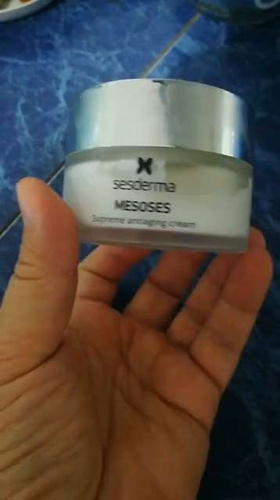 sesderma
MESOSES
Supreme antiaging cream